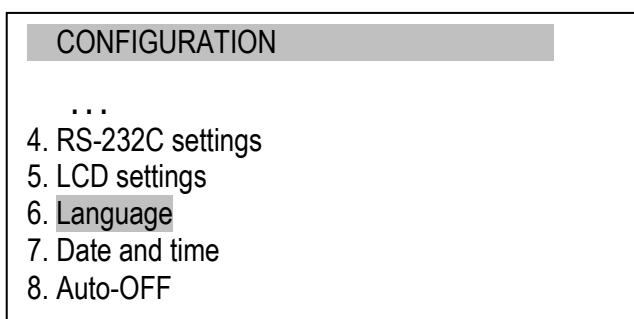 CONFIGURATION
...
4. RS-232C settings
5. LCD settings
6. Language
7. Date and time
8. Auto-OFF